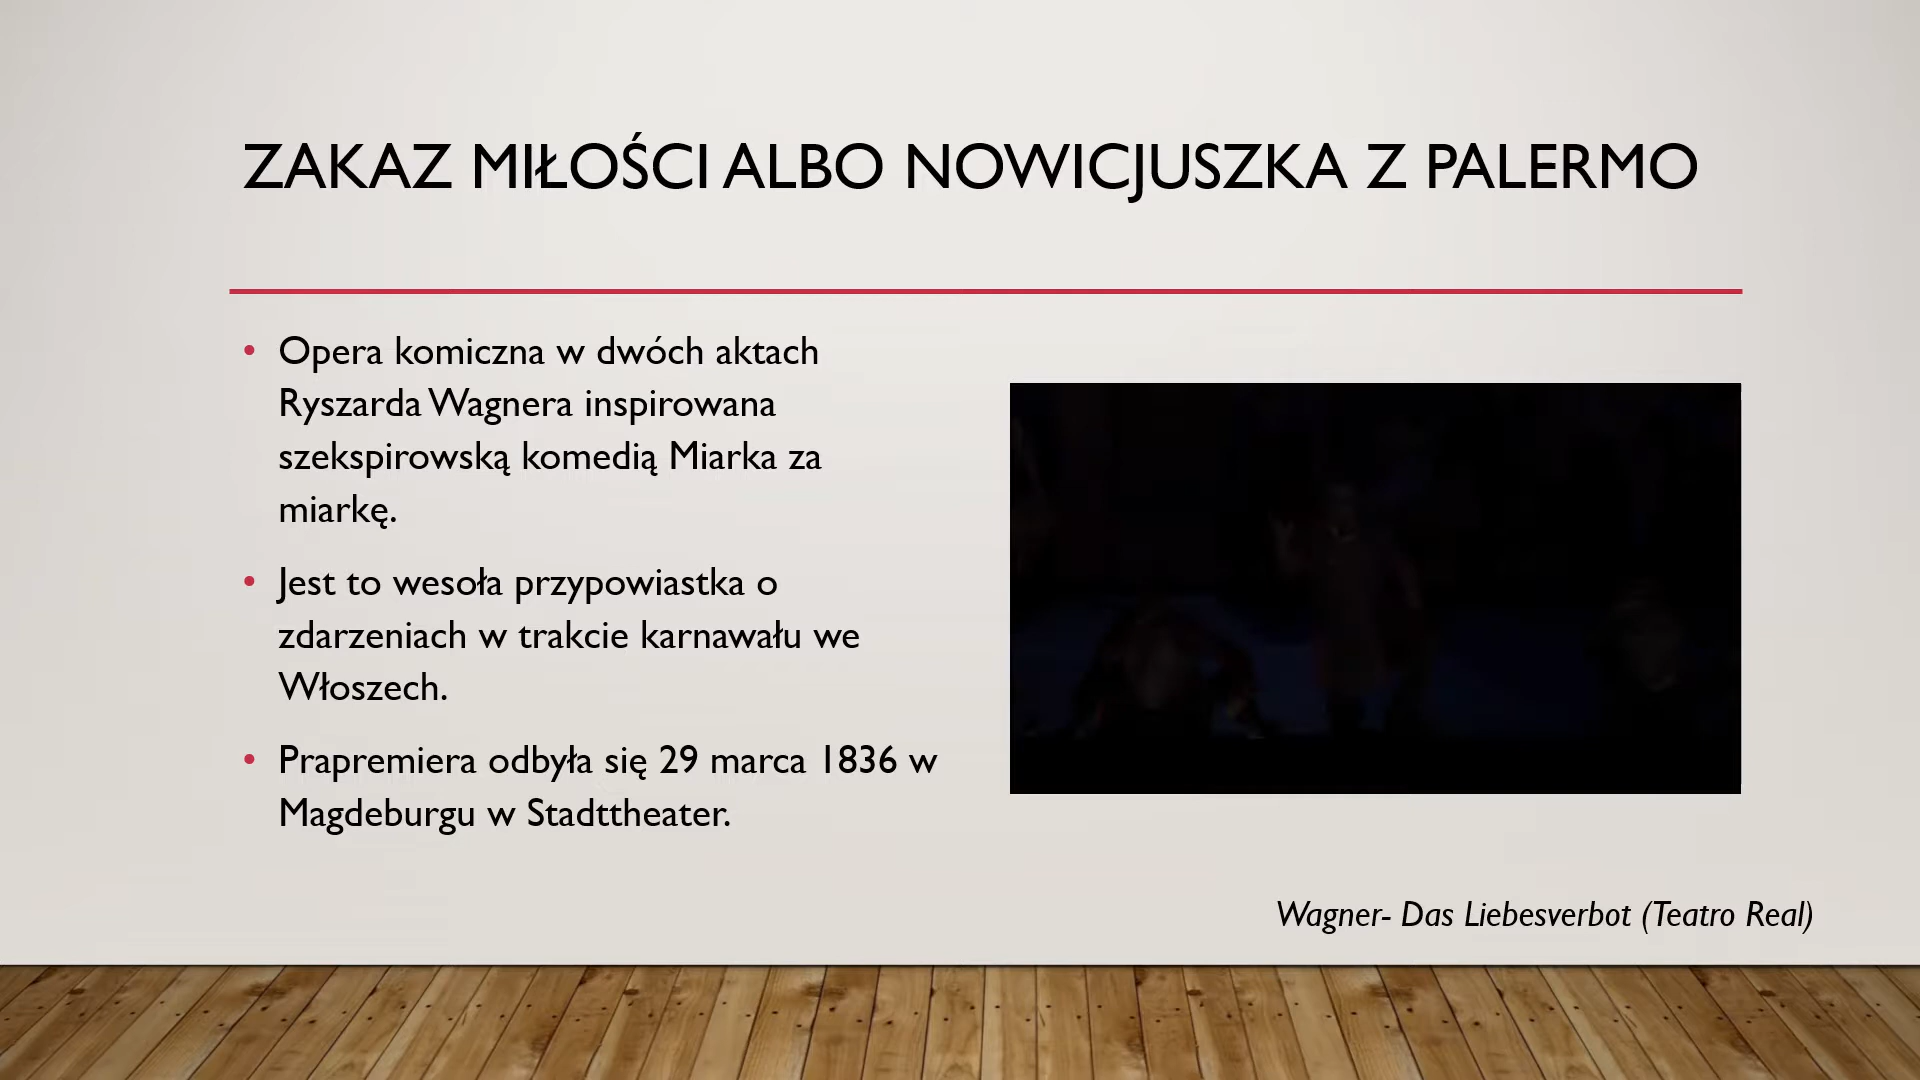 ZAKAZ MIŁOŚCI ALBO NOWICJUSZKA Z PALERMO
• Opera komiczna w dwóch aktach
Ryszarda Wagnera inspirowana
szekspirowską komedią Miarka za
miarkę.
• Jest to wesoła przypowiastka o
zdarzeniach w trakcie karnawału we
Włoszech.
• Prapremiera odbyła się 29 marca 1836 w
Magdeburgu w Stadttheater.
Wagner- Das Liebesverbot (Teatro Real)